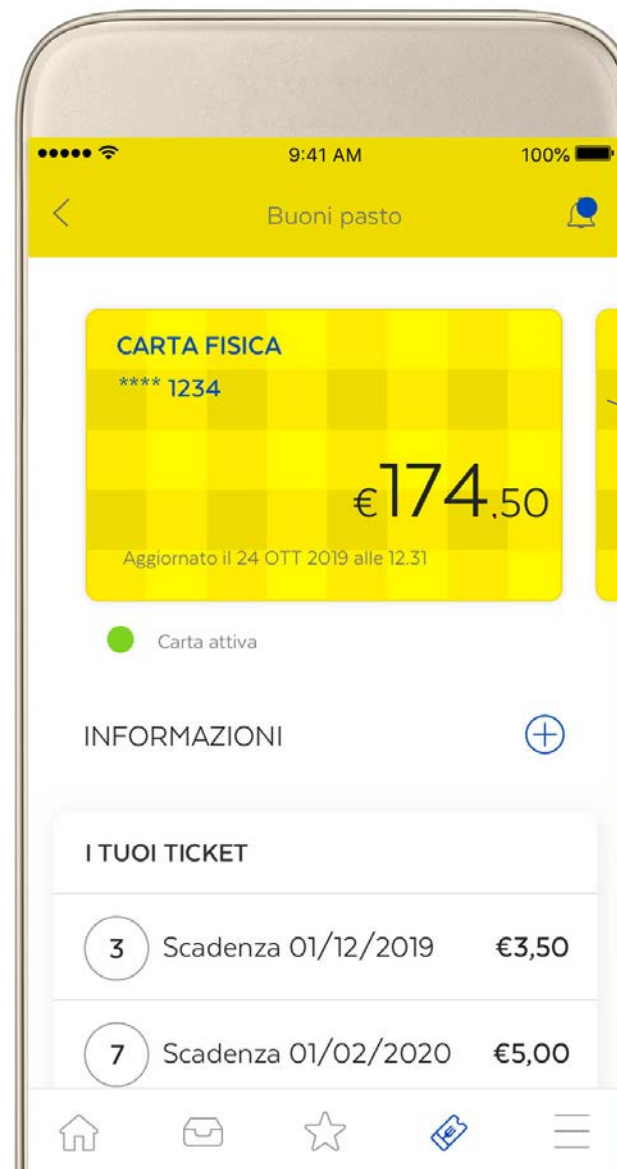 9:41 AM
100%
Buoni pasto
CARTA FISICA
**** 1234
€174,50
Aggiornato il 24 OTT 2019 alle 12.31
Carta attiva
INFORMAZIONI
I TUOI TICKET
3 Scadenza 01/12/2019 €3,50
7 Scadenza 01/02/2020 €5,00